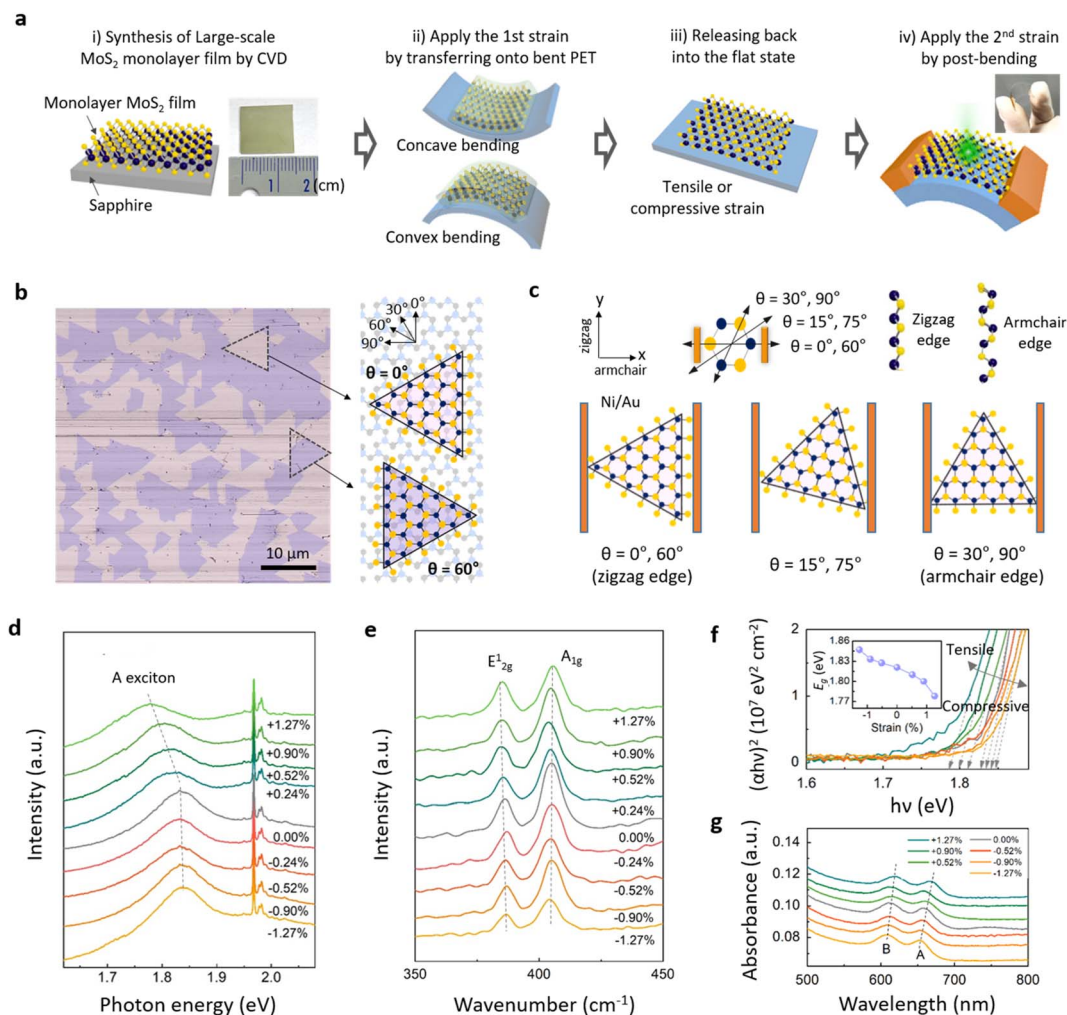 a
i) Synthesis of Large-scale
MoS₂ monolayer film by CVD
ii) Apply the 1st strain
by transferring onto bent PET
iii) Releasing back
into the flat state
iv) Apply the 2ⁿᵈ strain
by post-bending
Monolayer MoS₂ film
Sapphire
1 2 (cm)
Concave bending
Convex bending
Tensile or
compressive strain
b
0°
30°
60°
90°
θ = 0°
θ = 60°
10 μm
c
y
zigzag
x
armchair
θ = 30°, 90°
θ = 15°, 75°
θ = 0°, 60°
Zigzag
edge
Armchair
edge
Ni/Au
θ = 0°, 60°
(zigzag edge)
θ = 15°, 75°
θ = 30°, 90°
(armchair edge)
d
A exciton
+1.27%
+0.90%
+0.52%
+0.24%
0.00%
-0.24%
-0.52%
-0.90%
-1.27%
Intensity (a.u.)
1.7 1.8 1.9 2.0
Photon energy (eV)
e
E¹₂g
A₁g
+1.27%
+0.90%
+0.52%
+0.24%
0.00%
-0.24%
-0.52%
-0.90%
-1.27%
Intensity (a.u.)
350 400 450
Wavenumber (cm⁻¹)
f
(αhν)² (10⁷ eV² cm⁻²)
2
1
0
1.86
1.83
1.80
1.77
Eg (eV)
-1 0 1
Strain (%)
Tensile
Compressive
1.6 1.7 1.8
hν (eV)
g
Absorbance (a.u.)
0.14
0.12
0.10
0.08
+1.27% 0.00%
+0.90% -0.52%
+0.52% -0.90%
-1.27%
B A
500 600 700 800
Wavelength (nm)